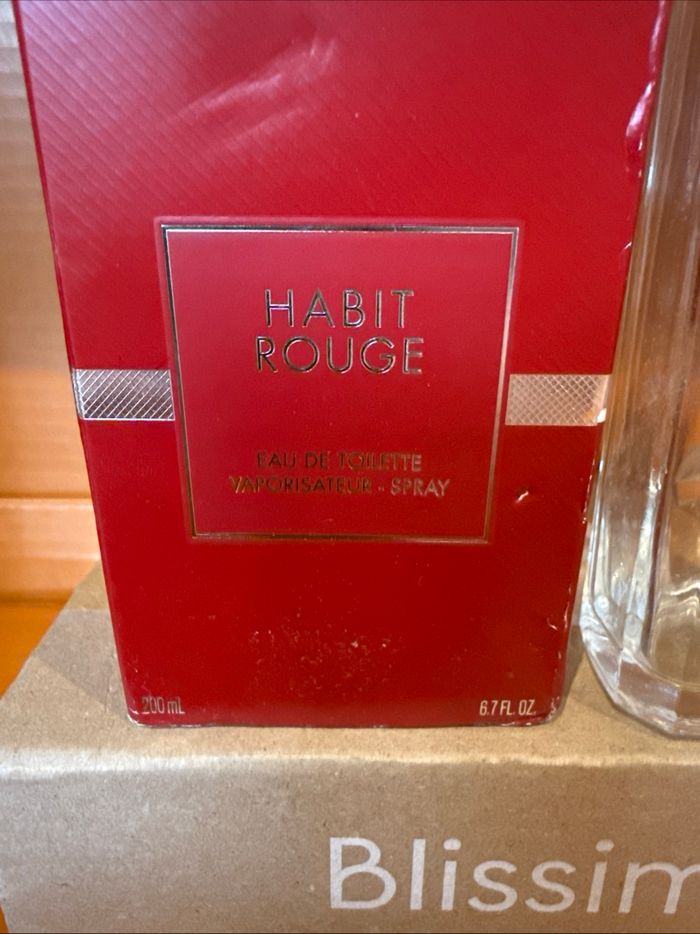 HABIT
ROUGE
EAU DE TOILETTE
VAPORISATEUR - SPRAY
200 mL 6.7 FL. OZ.
Blissim